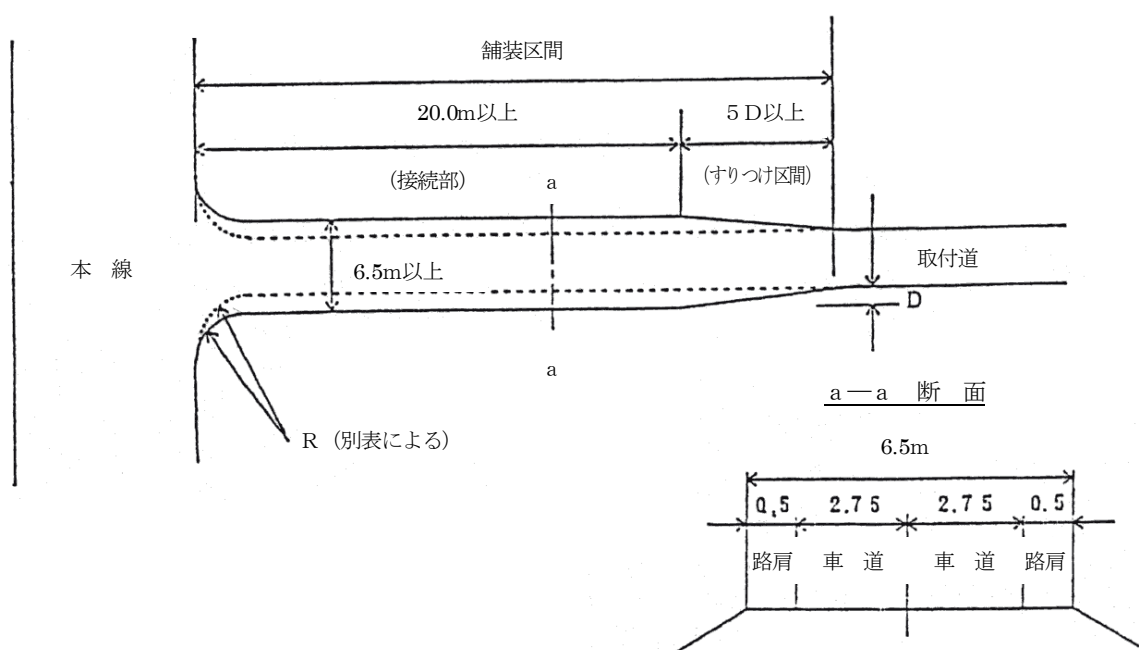 舗装区間
20.0m以上
5D以上
(接続部)
(すりつけ区間)
a
本 線
6.5m以上
取付道
D
a
a―a 断 面
R (別表による)
6.5m
0.5 2.75 2.75 0.5
路肩 車 道 車 道 路肩